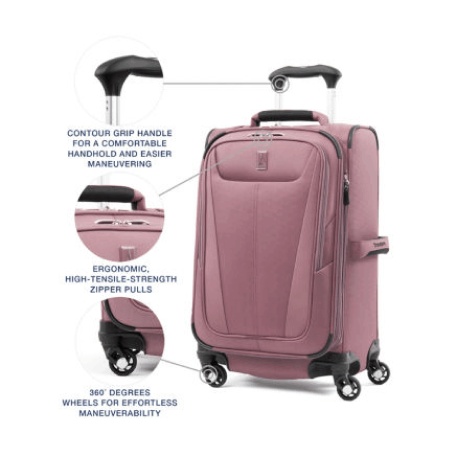 CONTOUR GRIP HANDLE
FOR A COMFORTABLE
HANDHOLD AND EASIER
MANEUVERING
ERGONOMIC,
HIGH-TENSILE-STRENGTH
ZIPPER PULLS
360° DEGREES
WHEELS FOR EFFORTLESS
MANEUVERABILITY